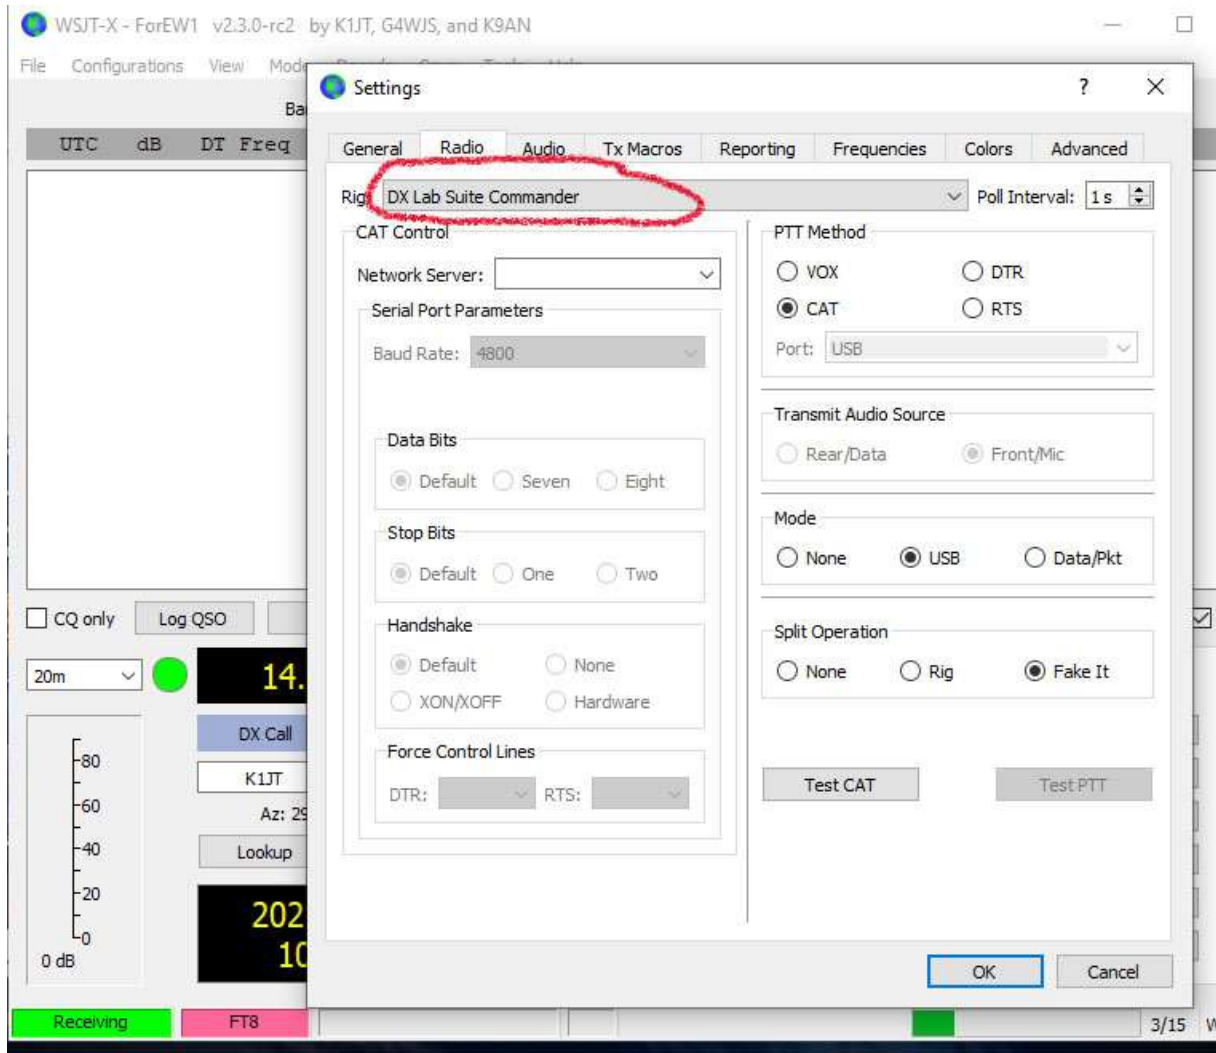 WSJT-X - ForEW1 v2.3.0-rc2 by K1JT, G4WJS, and K9AN
File Configurations View Mode
Settings ?
Ba
UTC dB DT Freq
General Radio Audio Tx Macros Reporting Frequencies Colors Advanced
Rig DX Lab Suite Commander Poll Interval: 1 s
CAT Control
Network Server:
Serial Port Parameters
Baud Rate: 4800
Data Bits
Default Seven Eight
Stop Bits
Default One Two
Handshake
Default None
XON/XOFF Hardware
Force Control Lines
DTR: RTS:
PTT Method
VOX DTR
CAT RTS
Port: USB
Transmit Audio Source
Rear/Data Front/Mic
Mode
None USB Data/Pkt
Split Operation
None Rig Fake It
Test CAT Test PTT
OK Cancel
CQ only Log QSO
20m 14.
DX Call
K1JT
Az: 29
Lookup
202
10
80
60
40
20
0
0 dB
Receiving FT8 3/15 W